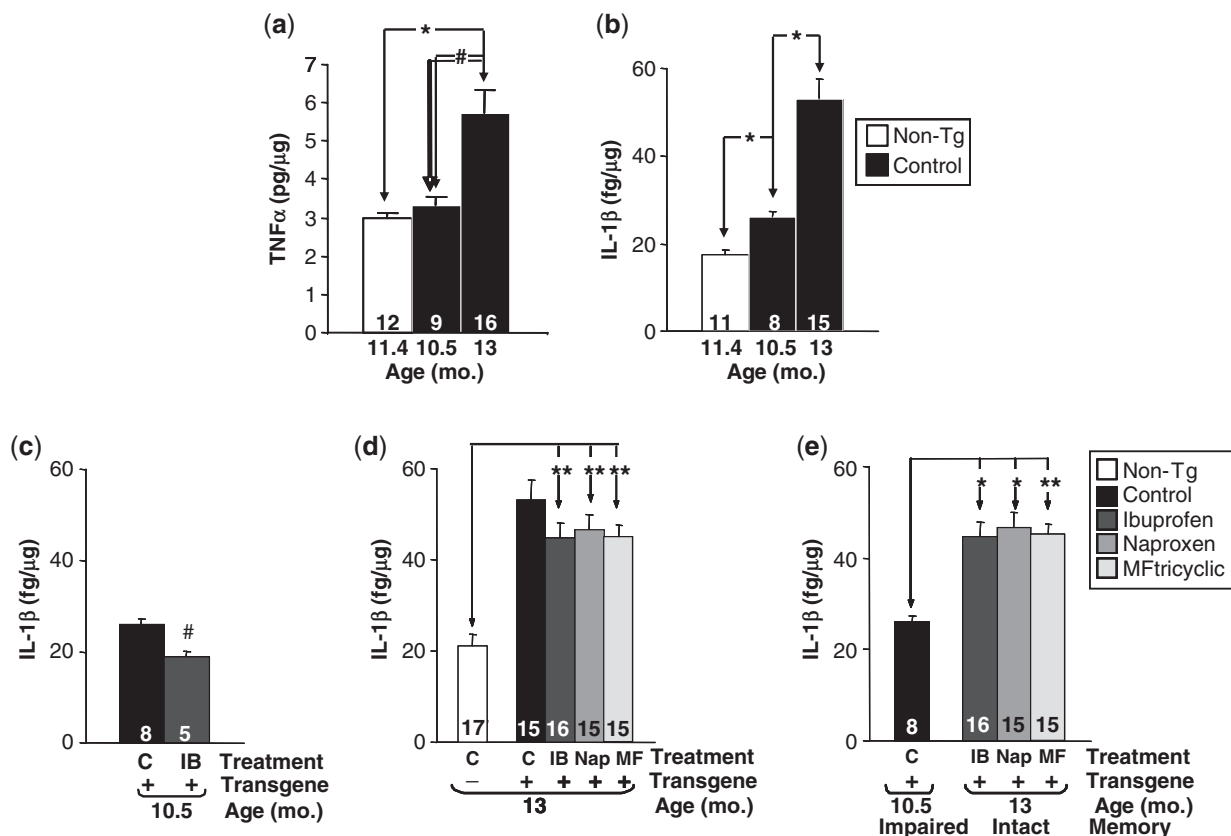 (a)
TNFα (pg/μg)
7
6
5
4
3
2
1
0
*
#
12 9 16
11.4 10.5 13
Age (mo.)
(b)
IL-1β (fg/μg)
60
40
20
0
*
*
11 8 15
11.4 10.5 13
Age (mo.)
Non-Tg
Control
(c)
IL-1β (fg/μg)
60
40
20
0
#
8 5
C IB Treatment
+ + Transgene
10.5 Age (mo.)
(d)
IL-1β (fg/μg)
60
40
20
0
** ** **
17 15 16 15 15
C C IB Nap MF Treatment
– + + + + Transgene
13 Age (mo.)
(e)
IL-1β (fg/μg)
60
40
20
0
* * **
8 16 15 15
C IB Nap MF Treatment
+ + + + Transgene
10.5 13 Age (mo.)
Impaired Intact Memory
Non-Tg
Control
Ibuprofen
Naproxen
MFtricyclic